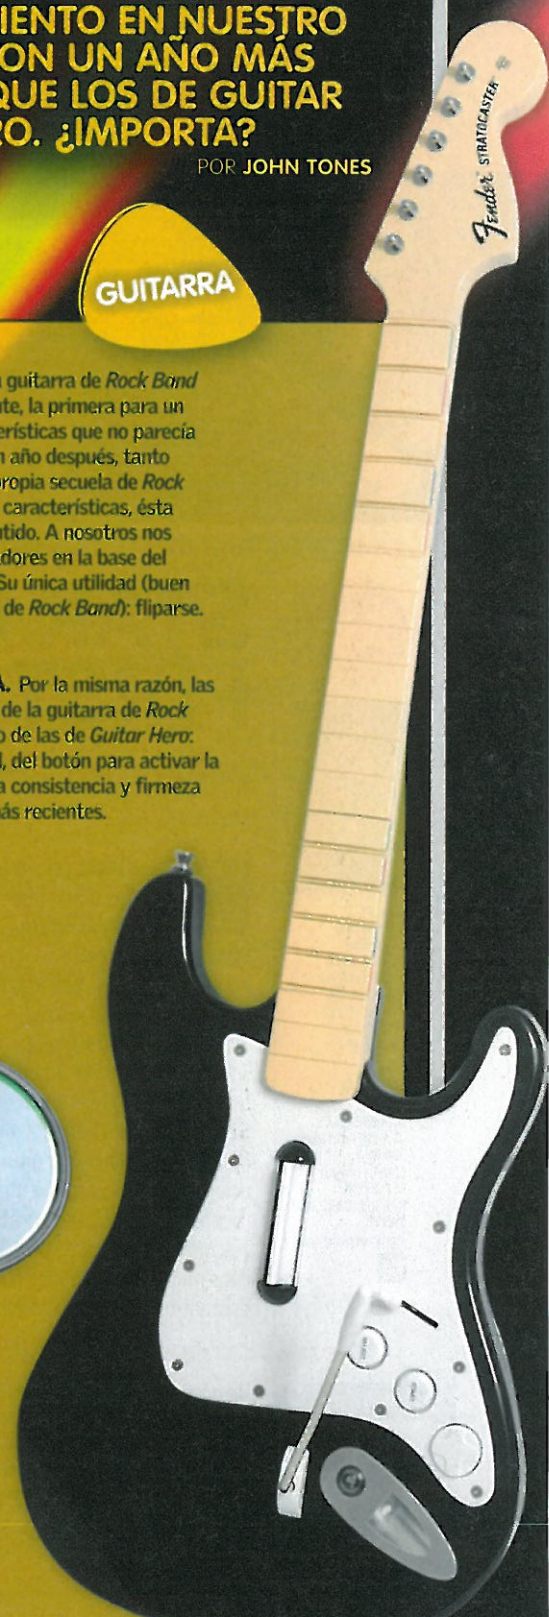 IENTO EN NUESTRO
ON UN AÑO MÁS
QUE LOS DE GUITAR
RO. ¿IMPORTA?
POR JOHN TONES
Fender STRATOCASTER
GUITARRA
guitarra de Rock Band
te, la primera para un
erísticas que no parecía
n año después, tanto
ropia secuela de Rock
características, ésta
tido. A nosotros nos
dores en la base del
Su única utilidad (buen
de Rock Band): fliparse.
A. Por la misma razón, las
de la guitarra de Rock
o de las de Guitar Hero:
l, del botón para activar la
a consistencia y firmeza
ás recientes.